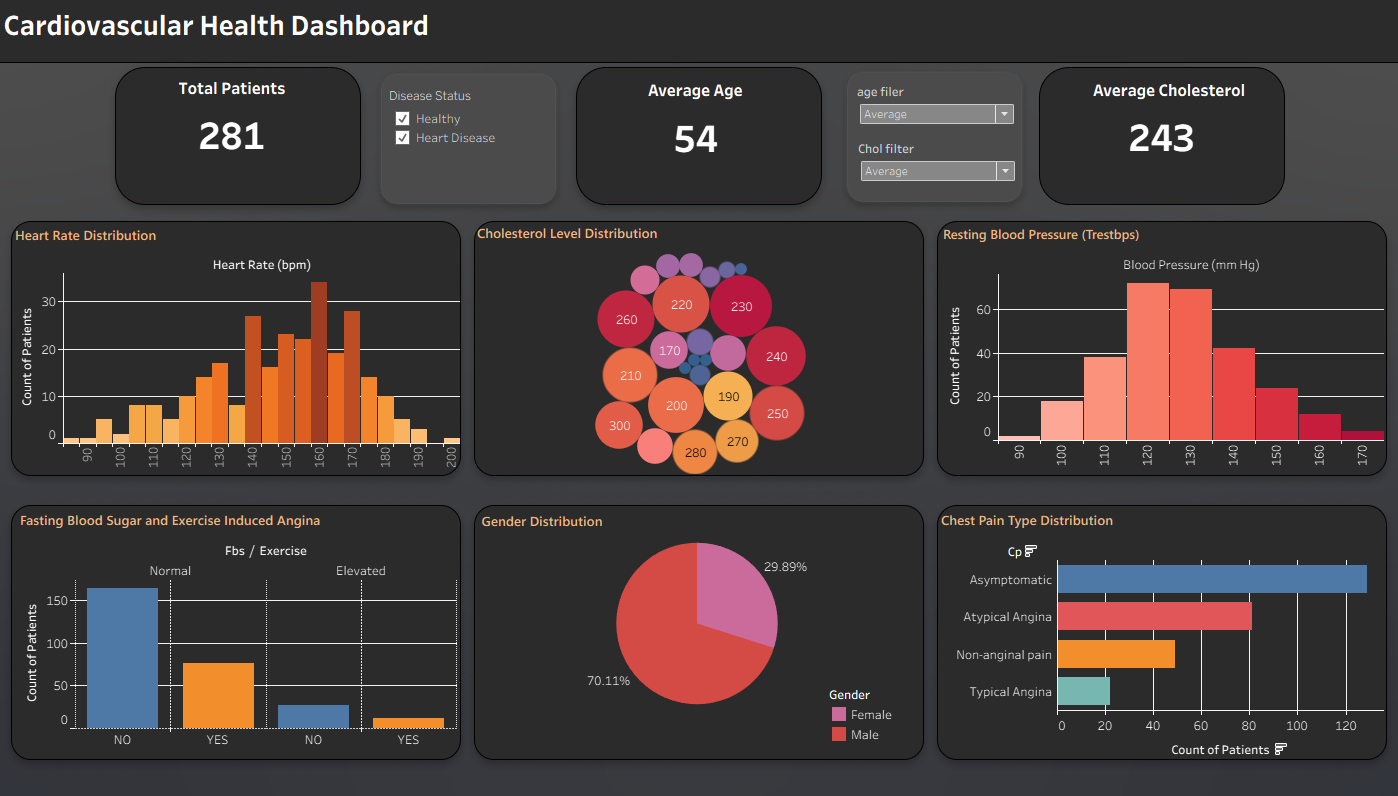 Cardiovascular Health Dashboard
Total Patients
281
Disease Status
Healthy
Heart Disease
Average Age
54
age filer
Average
Chol filter
Average
Average Cholesterol
243
Heart Rate Distribution
Heart Rate (bpm)
Count of Patients
30
20
10
0
90 100 110 120 130 140 150 160 170 180 190 200
Cholesterol Level Distribution
220
230
260
170
240
210
190
200
250
300
270
280
Resting Blood Pressure (Trestbps)
Blood Pressure (mm Hg)
Count of Patients
60
40
20
0
90 100 110 120 130 140 150 160 170
Fasting Blood Sugar and Exercise Induced Angina
Fbs / Exercise
Normal Elevated
Count of Patients
150
100
50
0
NO YES NO YES
Gender Distribution
29.89%
70.11%
Gender
Female
Male
Chest Pain Type Distribution
Cp
Asymptomatic
Atypical Angina
Non-anginal pain
Typical Angina
0 20 40 60 80 100 120
Count of Patients